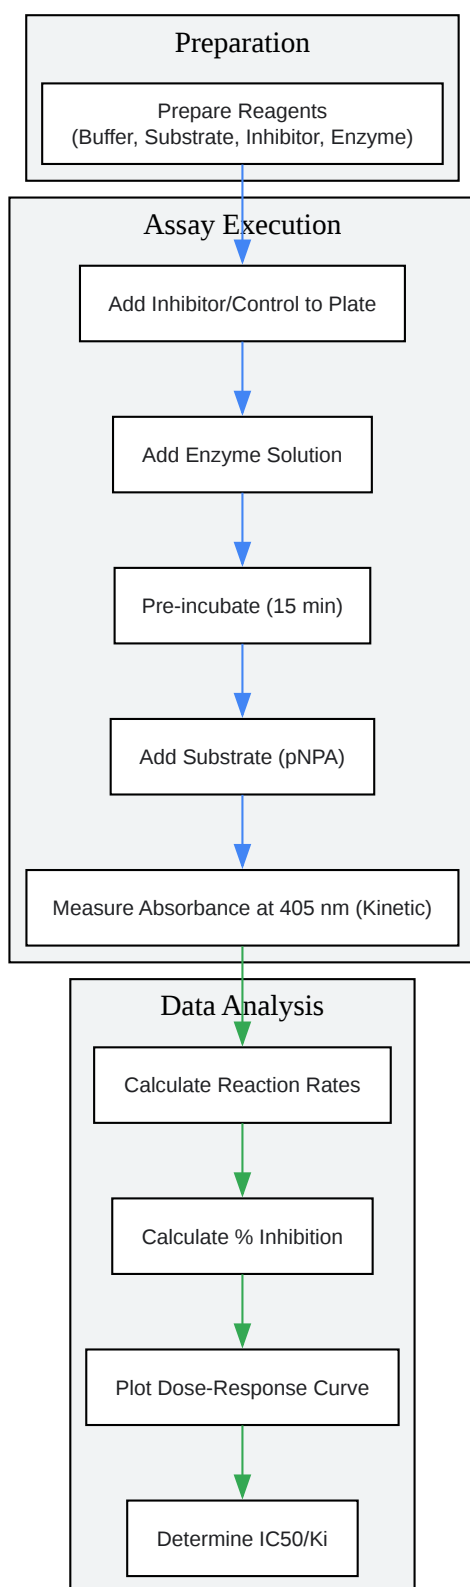 Preparation
Prepare Reagents
(Buffer, Substrate, Inhibitor, Enzyme)
Assay Execution
Add Inhibitor/Control to Plate
Add Enzyme Solution
Pre-incubate (15 min)
Add Substrate (pNPA)
Measure Absorbance at 405 nm (Kinetic)
Data Analysis
Calculate Reaction Rates
Calculate % Inhibition
Plot Dose-Response Curve
Determine IC50/Ki